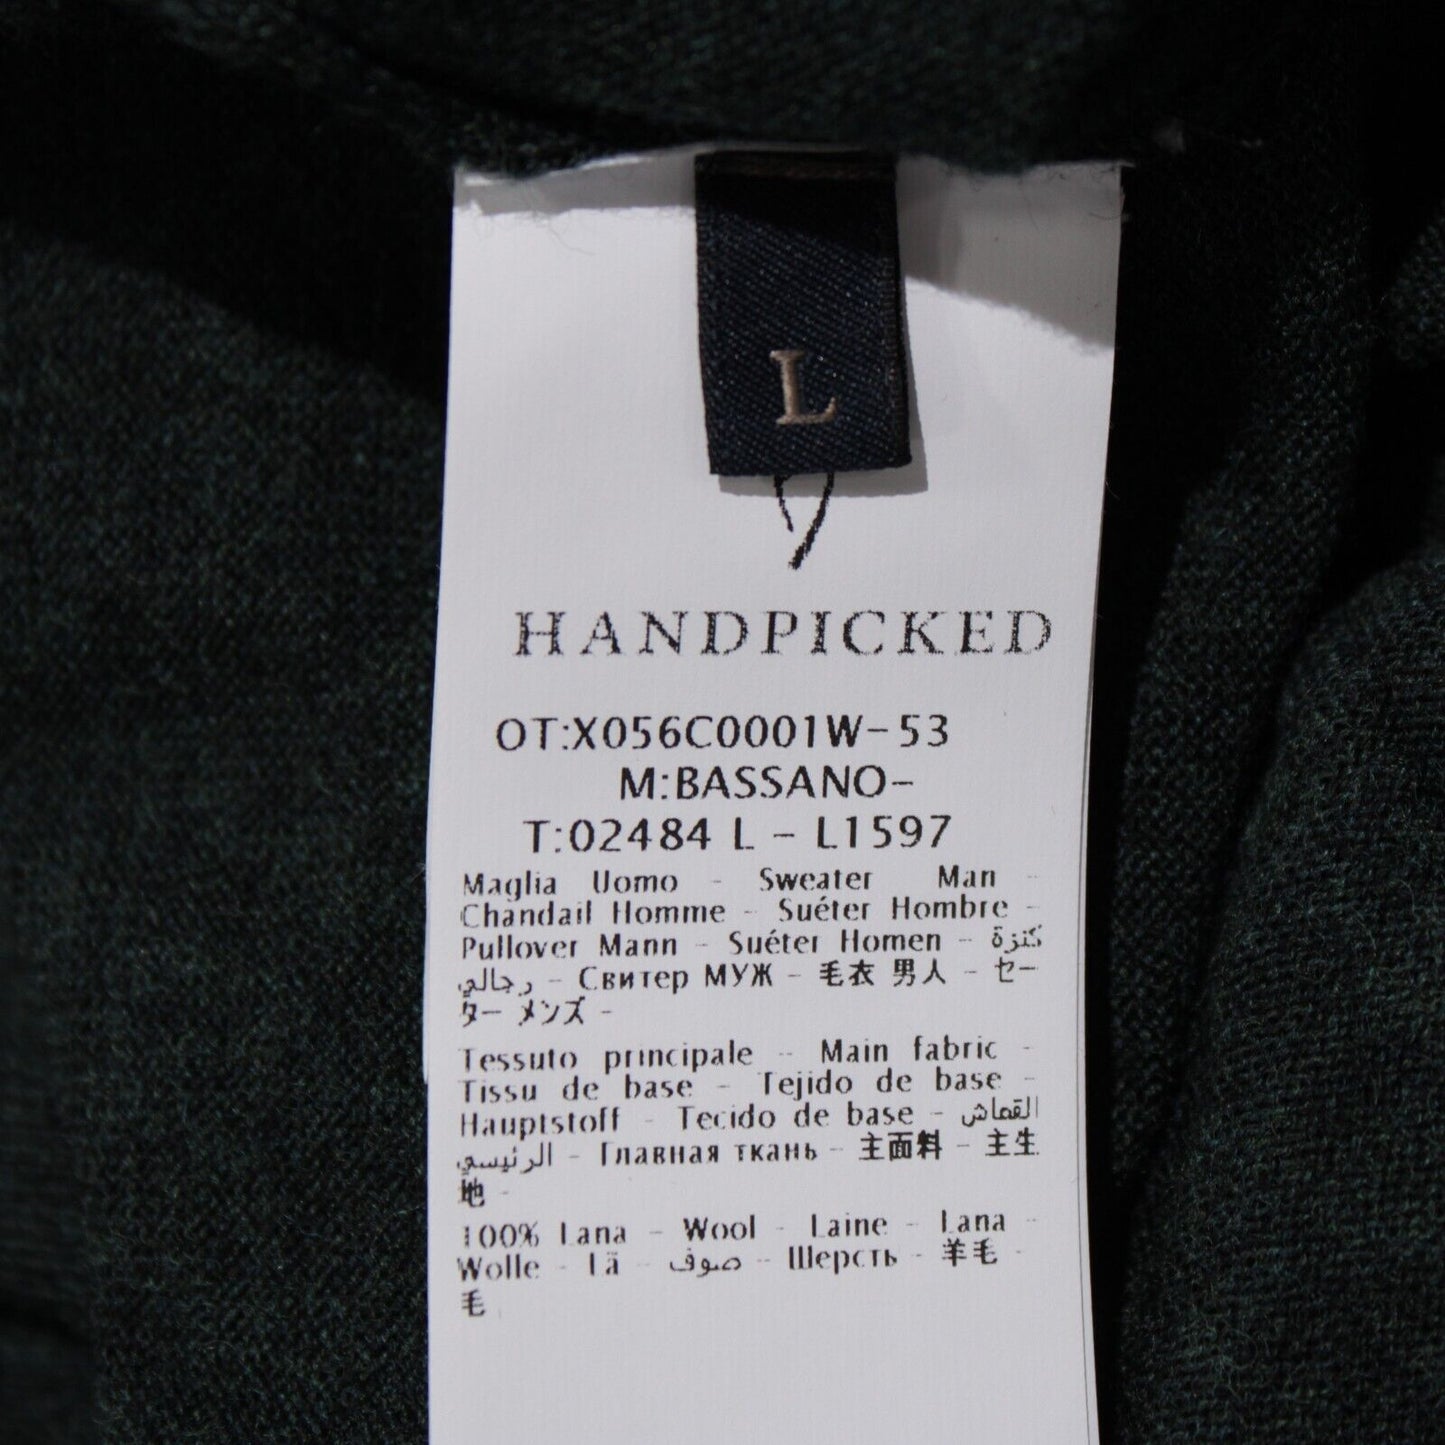 L
HANDPICKED
OT:X056C0001W-53
M:BASSANO-
T:02484 L - L1597
Maglia Uomo - Sweater Man -
Chandail Homme - Suéter Hombre -
Pullover Mann - Suéter Homen - كنزة
رجالي - Свитер МУЖ - 毛衣 男人 - セー
ター メンズ -
Tessuto principale - Main fabric -
Tissu de base - Tejido de base -
Hauptstoff - Tecido de base - القماش
الرئيسي - Главная ткань - 主面料 - 主生
地 -
100% Lana - Wool - Laine - Lana -
Wolle - Lã - صوف - Шерсть - 羊毛 -
毛